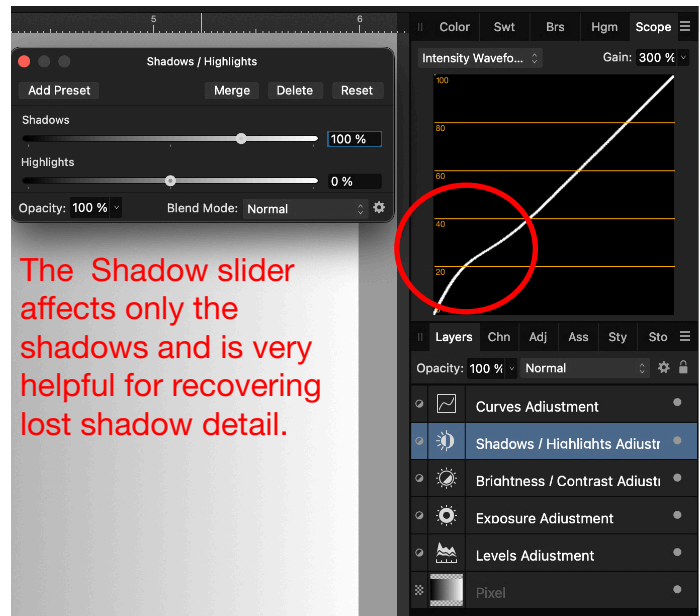 5 6
Color Swt Brs Hgm Scope
Shadows / Highlights
Intensity Wavefo... Gain: 300 %
Add Preset Merge Delete Reset
100
Shadows
100 %
80
Highlights
0 %
60
Opacity: 100 % Blend Mode: Normal
40
20
The Shadow slider
affects only the
shadows and is very
helpful for recovering
lost shadow detail.
Layers Chn Adj Ass Sty Sto
Opacity: 100 % Normal
Curves Adjustment
Shadows / Highlights Adjustr
Brightness / Contrast Adjusti
Exposure Adjustment
Levels Adjustment
Pixel